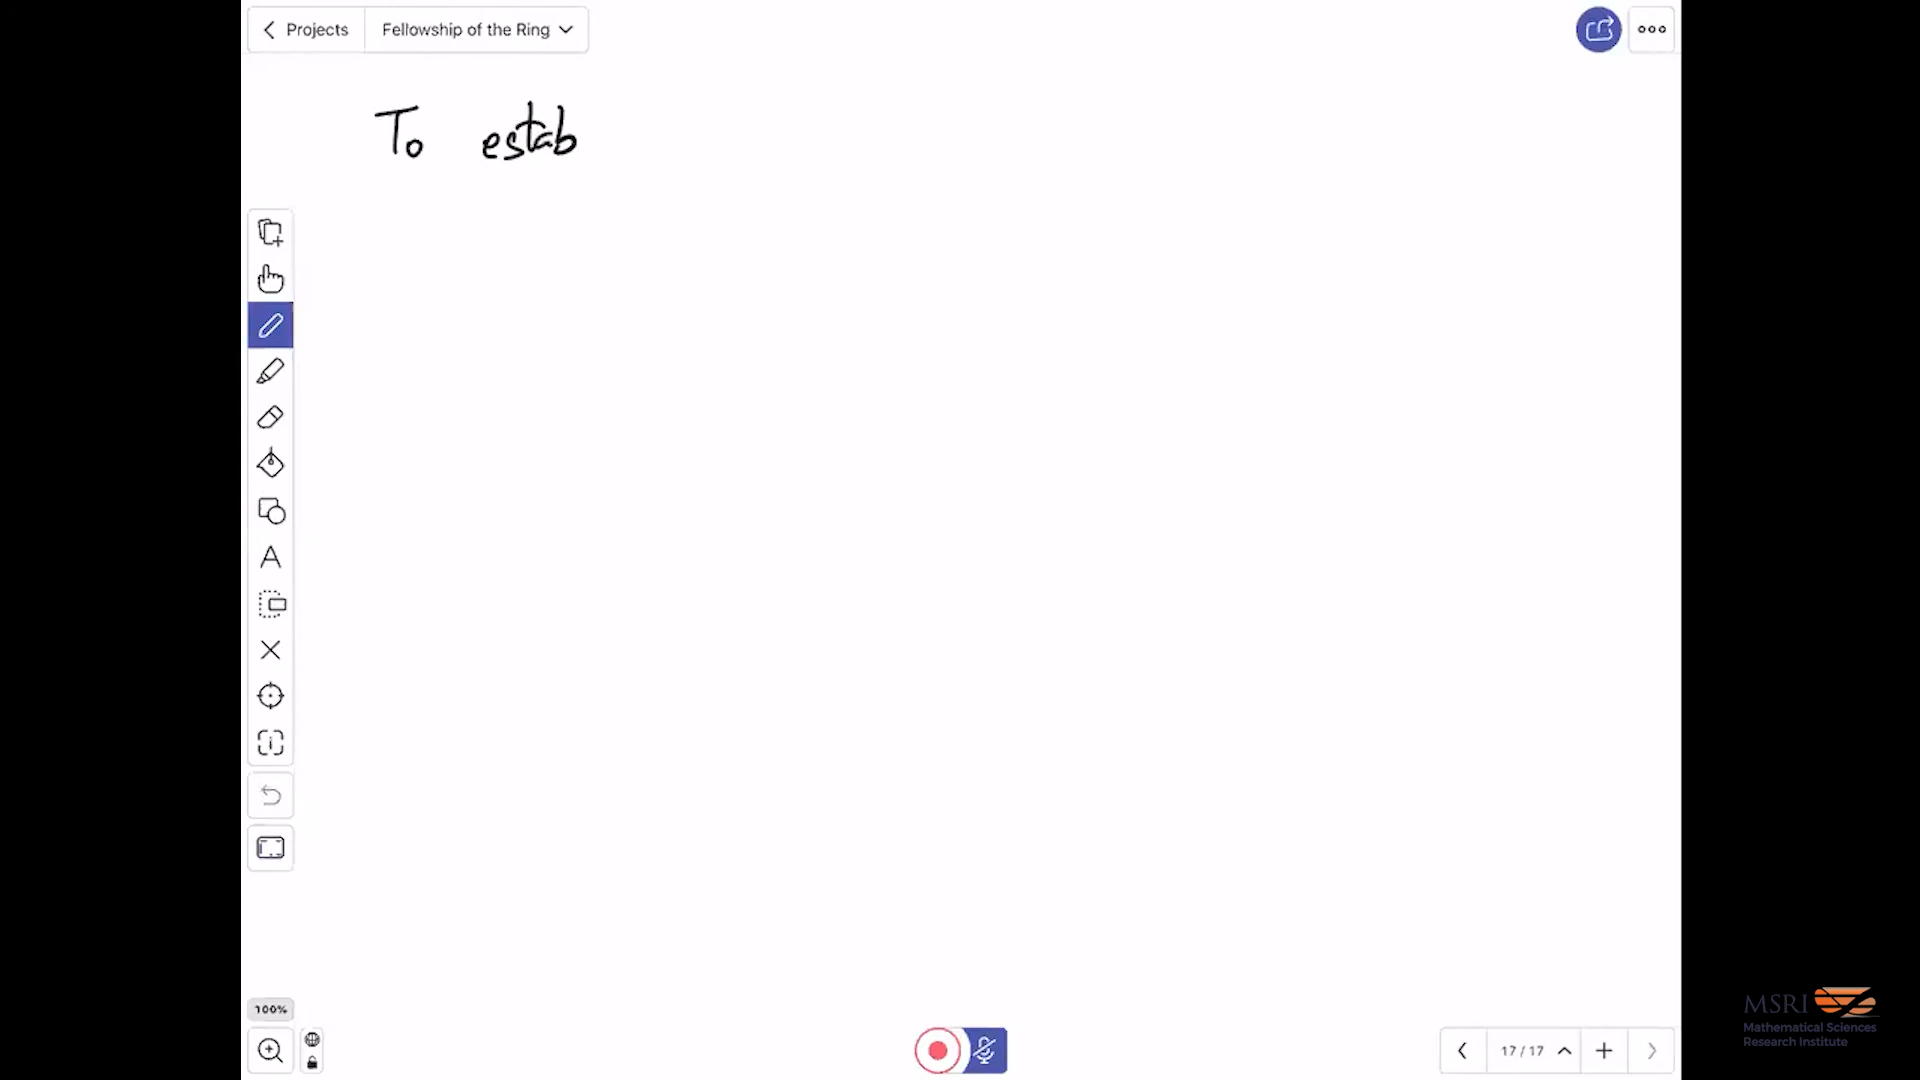 Projects
Fellowship of the Ring
To estab
A
100%
17 / 17
MSRI
Mathematical Sciences
Research Institute